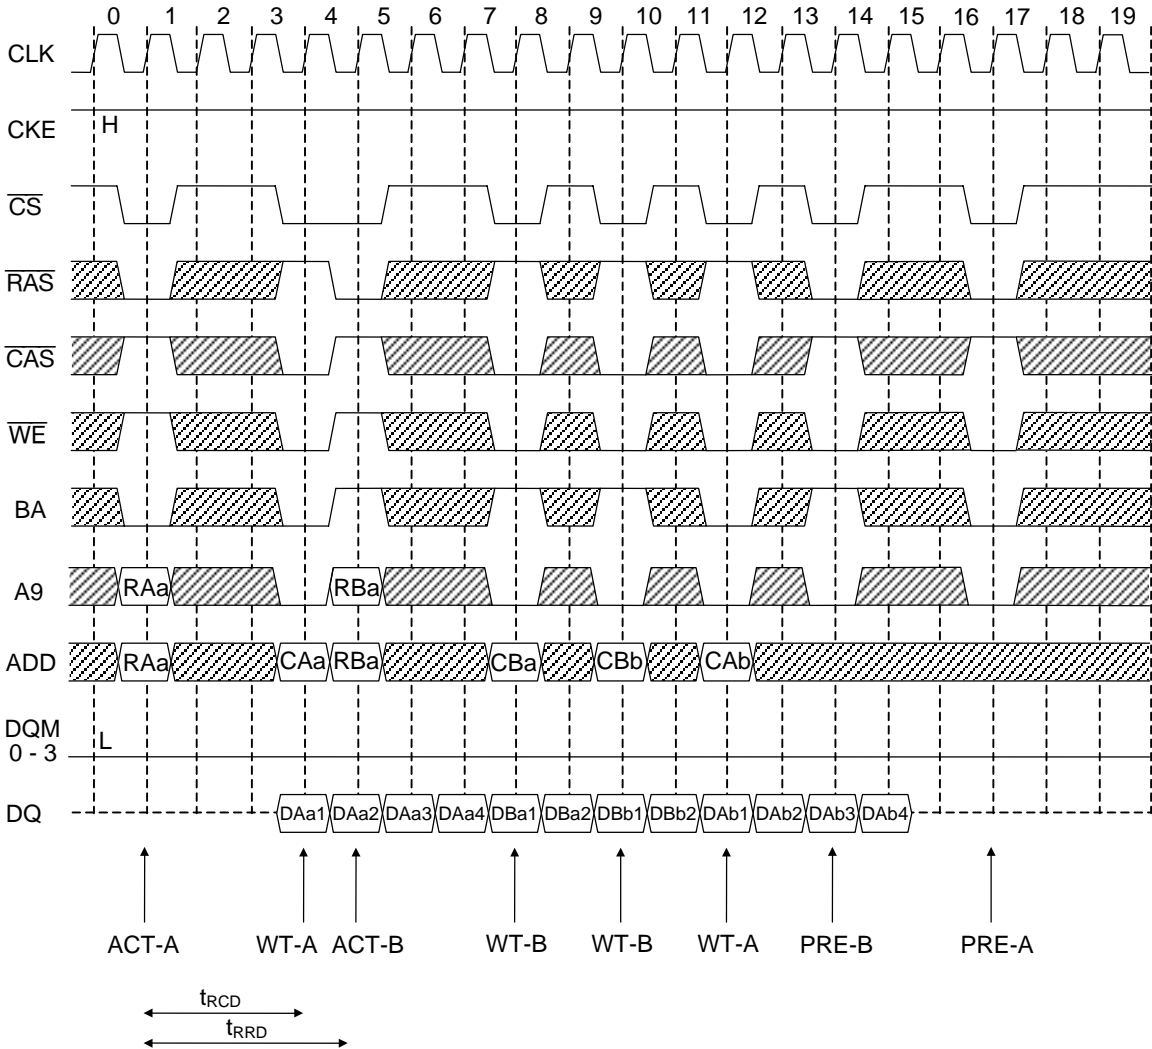 0 1 2 3 4 5 6 7 8 9 10 11 12 13 14 15 16 17 18 19
CLK
CKE H
CS
RAS
CAS
WE
BA
A9 RAa RBa
ADD RAa CAa RBa CBa CBb CAb
DQM
0 - 3 L
DQ DAa1 DAa2 DAa3 DAa4 DBa1 DBa2 DBb1 DBb2 DAb1 DAb2 DAb3 DAb4
ACT-A WT-A ACT-B WT-B WT-B WT-A PRE-B PRE-A
tRCD
tRRD